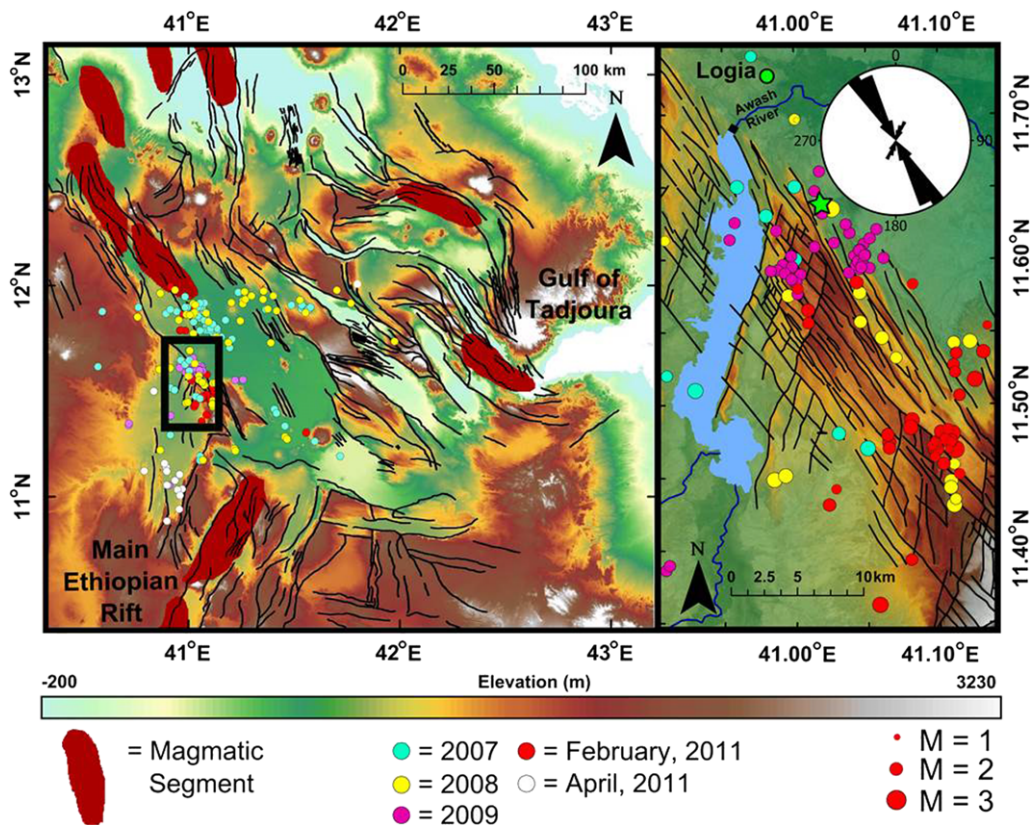 41°E 42°E 43°E 41.00°E 41.10°E
13°N
12°N
11°N
0 25 50 100 km
N
Gulf of
Tadjoura
Main
Ethiopian
Rift
Logia
Awash
River
0
270
90
180
11.70°N
11.60°N
11.50°N
11.40°N
N
0 2.5 5 10km
41°E 42°E 43°E 41.00°E 41.10°E
-200 Elevation (m) 3230
= Magmatic
Segment
= 2007
= 2008
= 2009
= February, 2011
= April, 2011
M = 1
M = 2
M = 3